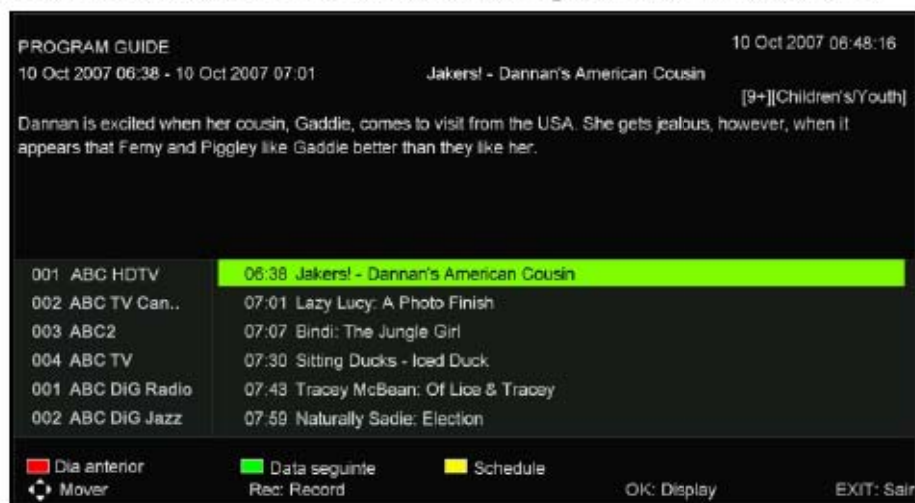 PROGRAM GUIDE 10 Oct 2007 06:48:16
10 Oct 2007 06:38 - 10 Oct 2007 07:01 Jakers! - Dannan's American Cousin
[9+][Children's/Youth]
Dannan is excited when her cousin, Gaddie, comes to visit from the USA. She gets jealous, however, when it
appears that Ferny and Piggley like Gaddie better than they like her.
001 ABC HDTV 06:38 Jakers! - Dannan's American Cousin
002 ABC TV Can.. 07:01 Lazy Lucy: A Photo Finish
003 ABC2 07:07 Bindi: The Jungle Girl
004 ABC TV 07:30 Sitting Ducks - Iced Duck
001 ABC DiG Radio 07:43 Tracey McBean: Of Lice & Tracey
002 ABC DiG Jazz 07:59 Naturally Sadie: Election
Dia anterior Data seguinte Schedule
Mover Rec: Record OK: Display EXIT: Sair